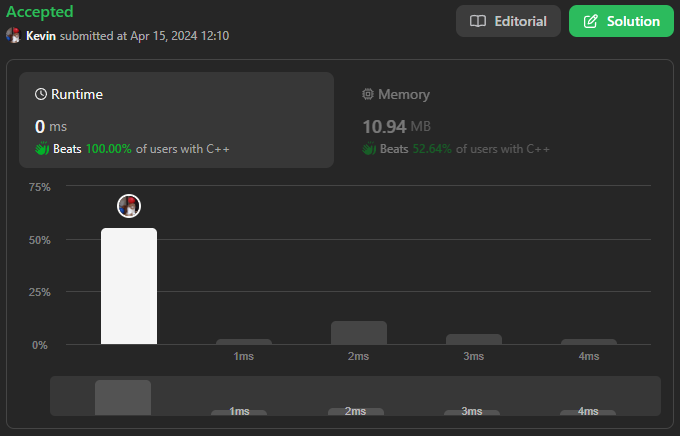 Accepted
Editorial
Solution
Kevin submitted at Apr 15, 2024 12:10
Runtime
Memory
0 ms
10.94 MB
Beats 100.00% of users with C++
Beats 52.64% of users with C++
75%
50%
25%
0%
1ms 2ms 3ms 4ms
1ms 2ms 3ms 4ms